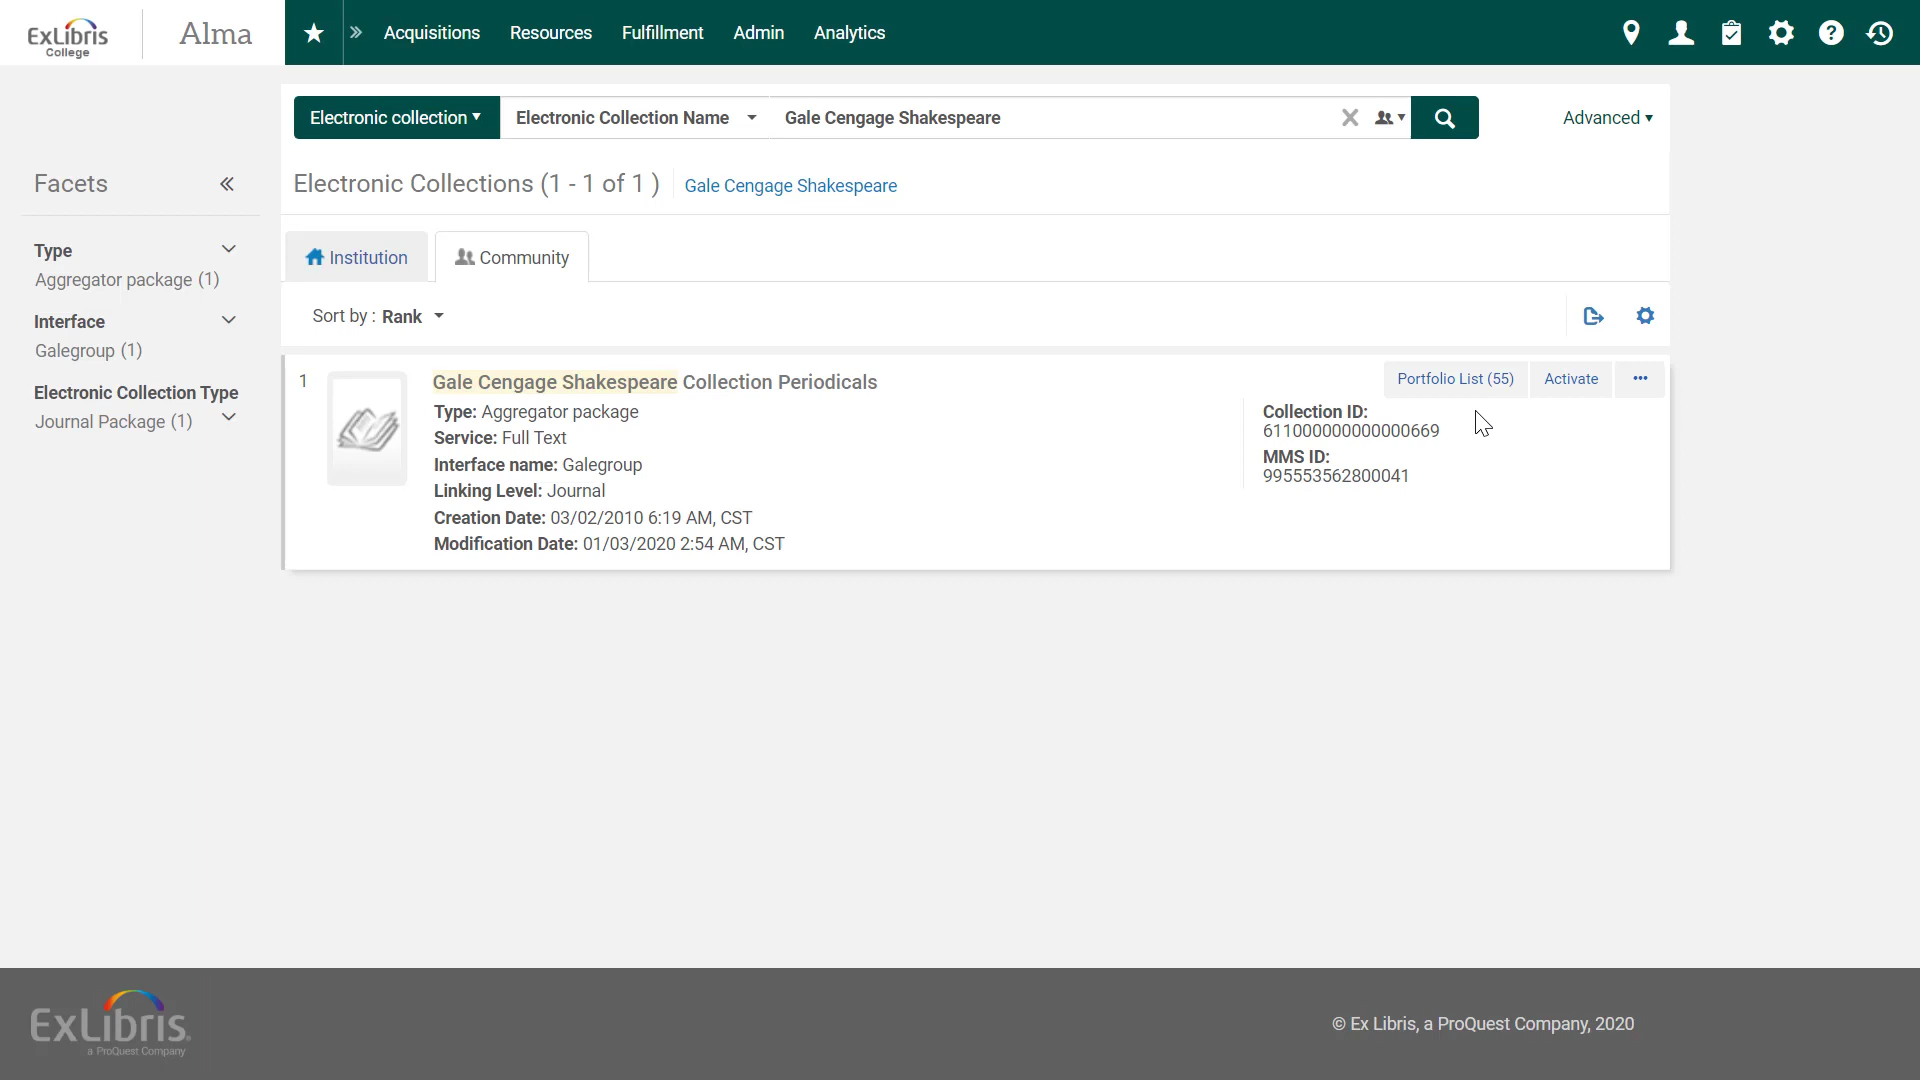 ExLibris
College
Alma
Acquisitions
Resources
Fulfillment
Admin
Analytics
Electronic collection
Electronic Collection Name
Gale Cengage Shakespeare
Advanced
Facets
Electronic Collections (1 - 1 of 1 )
Gale Cengage Shakespeare
Institution
Community
Type
Aggregator package (1)
Interface
Galegroup (1)
Electronic Collection Type
Journal Package (1)
Sort by : Rank
1
Gale Cengage Shakespeare Collection Periodicals
Portfolio List (55)
Activate
Type: Aggregator package
Service: Full Text
Interface name: Galegroup
Linking Level: Journal
Creation Date: 03/02/2010 6:19 AM, CST
Modification Date: 01/03/2020 2:54 AM, CST
Collection ID:
611000000000000669
MMS ID:
995553562800041
ExLibris
a ProQuest Company
© Ex Libris, a ProQuest Company, 2020